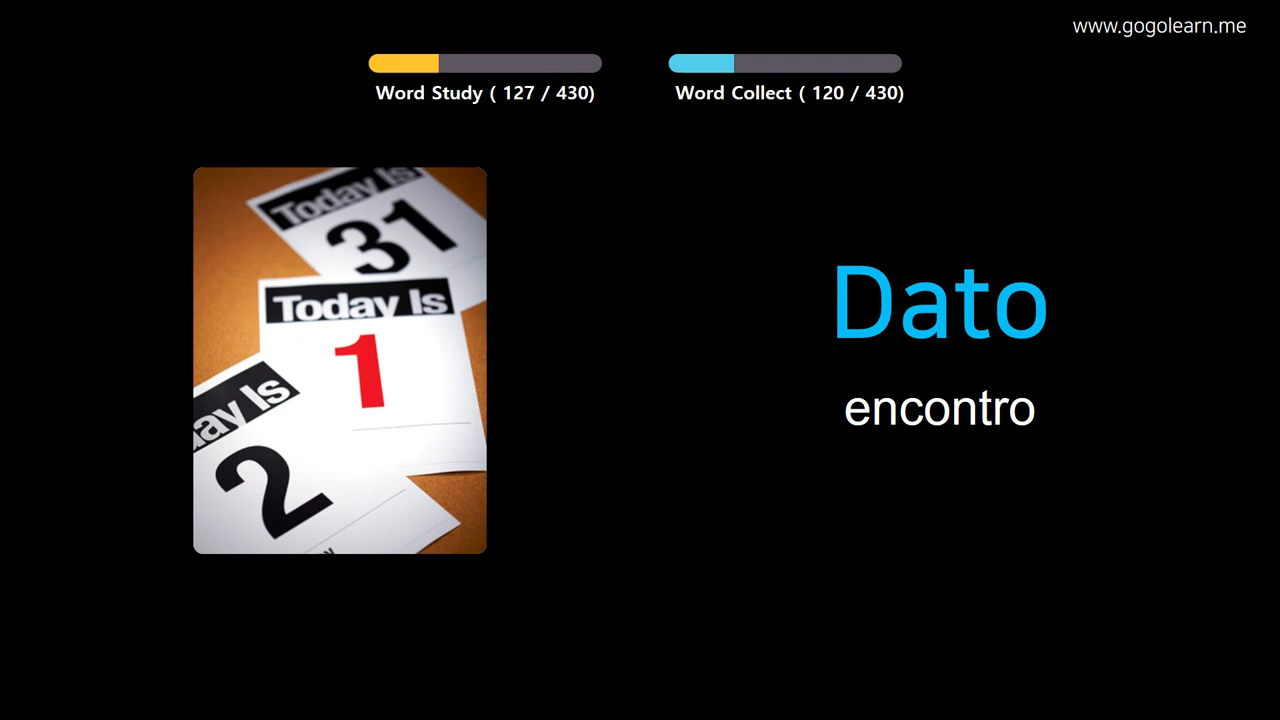 www.gogolearn.me
Word Study ( 127 / 430)
Word Collect ( 120 / 430)
Today Is
31
Today Is
1
ay Is
2
Dato
encontro